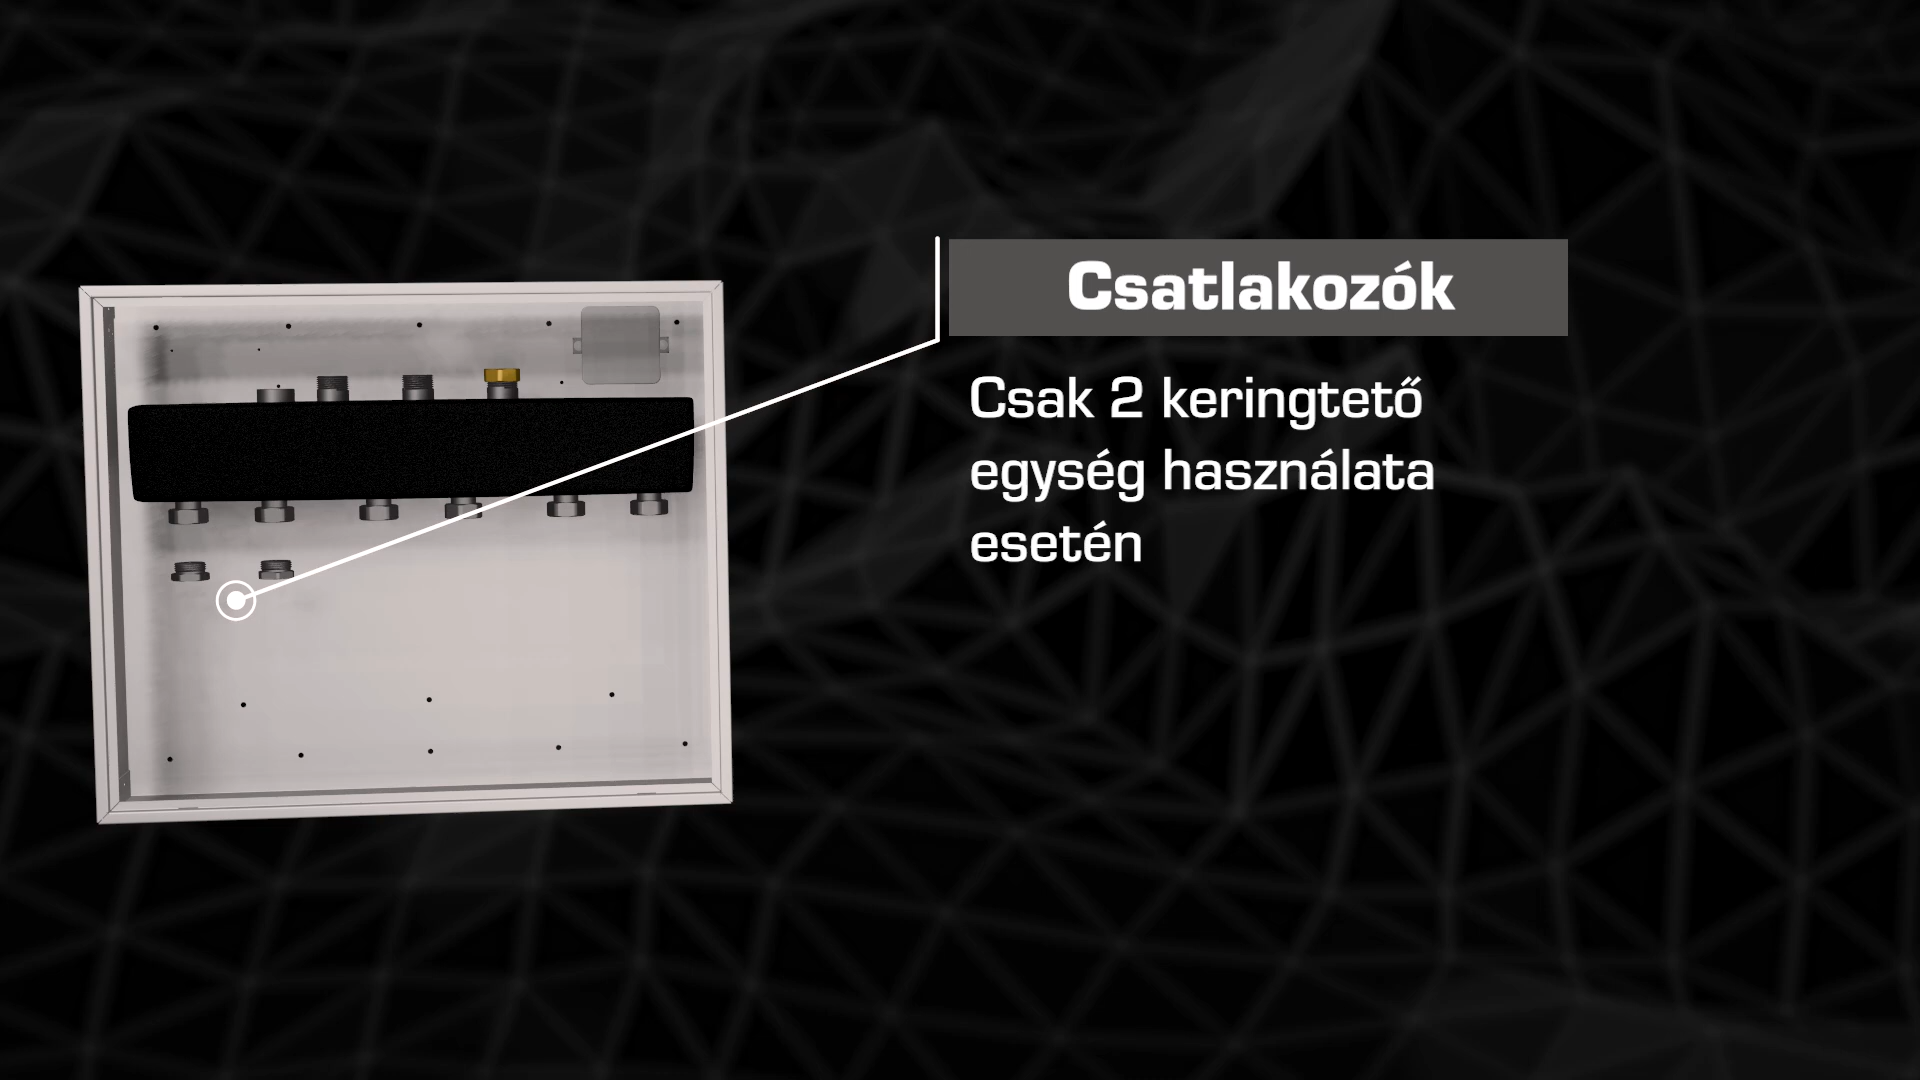 Csatlakozók
Csak 2 keringtető
egység használata
esetén